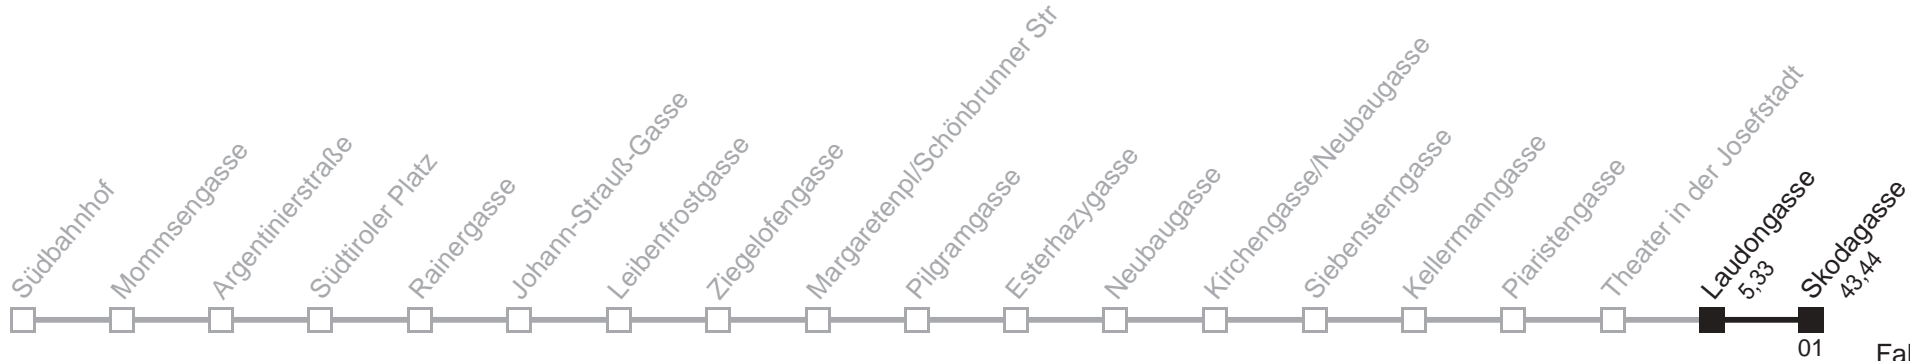 Südbahnhof
Mommsengasse
Argentinierstraße
Südtiroler Platz
Rainergasse
Johann-Strauß-Gasse
Leibenfrostgasse
Ziegelofengasse
Margaretenpl/Schönbrunner Str
Pilgramgasse
Esterhazygasse
Neubaugasse
Kirchengasse/Neubaugasse
Siebensterngasse
Kellermanngasse
Piaristengasse
Theater in der Josefstadt
Laudongasse
5,33
Skodagasse
43,44
01